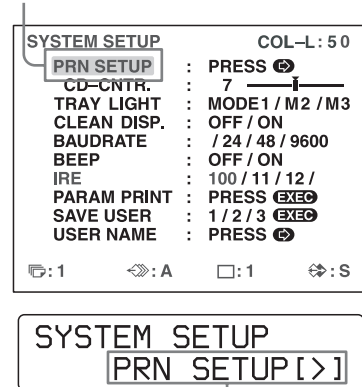 SYSTEM SETUP COL–L:50
PRN SETUP : PRESS
CD–CNTR. : 7
TRAY LIGHT : MODE1 / M2 / M3
CLEAN DISP. : OFF / ON
BAUDRATE : / 24 / 48 / 9600
BEEP : OFF / ON
IRE : 100 / 11 / 12 /
PARAM PRINT : PRESS EXEC
SAVE USER : 1 / 2 / 3 EXEC
USER NAME : PRESS
:1 :A :1 :S
SYSTEM SETUP
PRN SETUP[>]